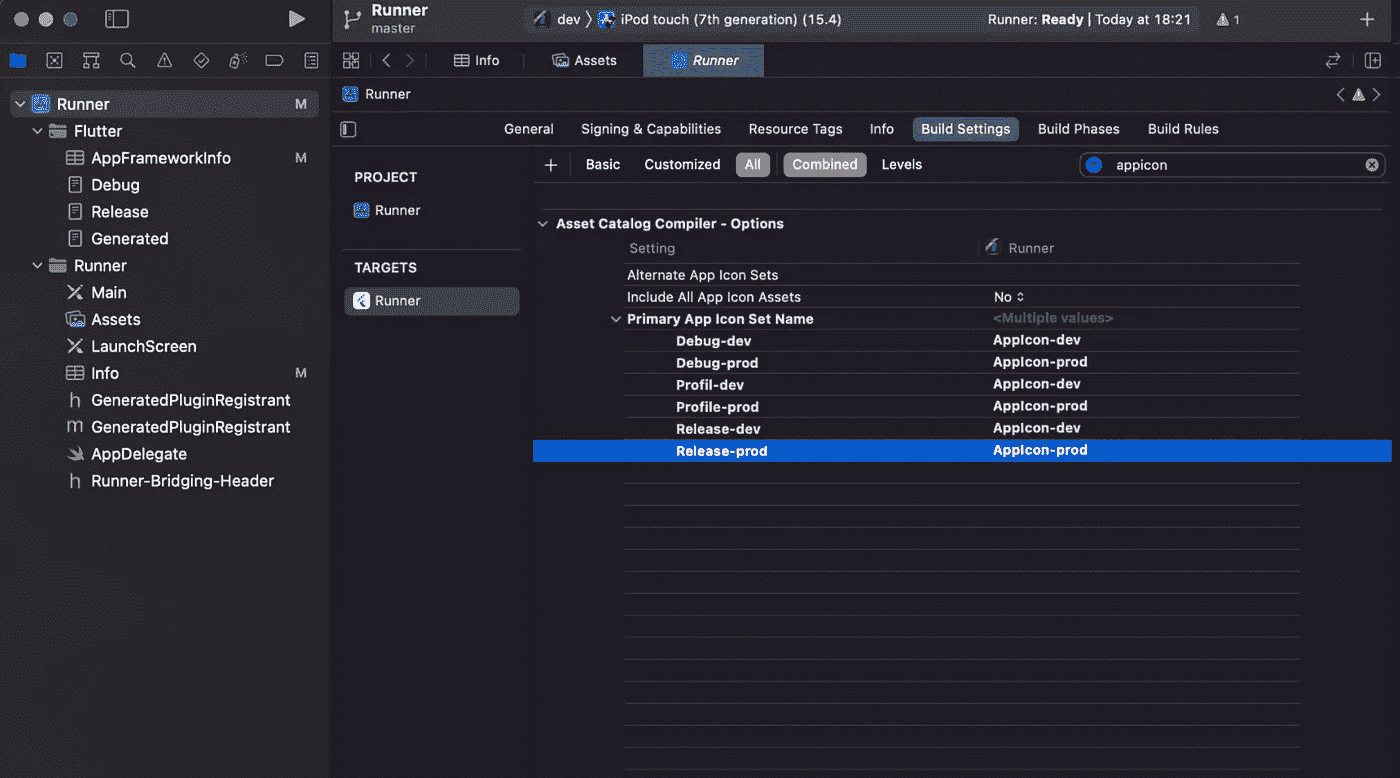 Runner
master
dev
iPod touch (7th generation) (15.4)
Runner: Ready | Today at 18:21
1
Info
Assets
Runner
Runner M
Flutter
AppFrameworkInfo M
Debug
Release
Generated
Runner
Main
Assets
LaunchScreen
Info M
h GeneratedPluginRegistrant
m GeneratedPluginRegistrant
AppDelegate
h Runner-Bridging-Header
Runner
General Signing & Capabilities Resource Tags Info Build Settings Build Phases Build Rules
PROJECT
Runner
TARGETS
Runner
Basic Customized All Combined Levels
appicon
Asset Catalog Compiler - Options
Setting Runner
Alternate App Icon Sets
Include All App Icon Assets No
Primary App Icon Set Name <Multiple values>
Debug-dev AppIcon-dev
Debug-prod AppIcon-prod
Profil-dev AppIcon-dev
Profile-prod AppIcon-prod
Release-dev AppIcon-dev
Release-prod AppIcon-prod